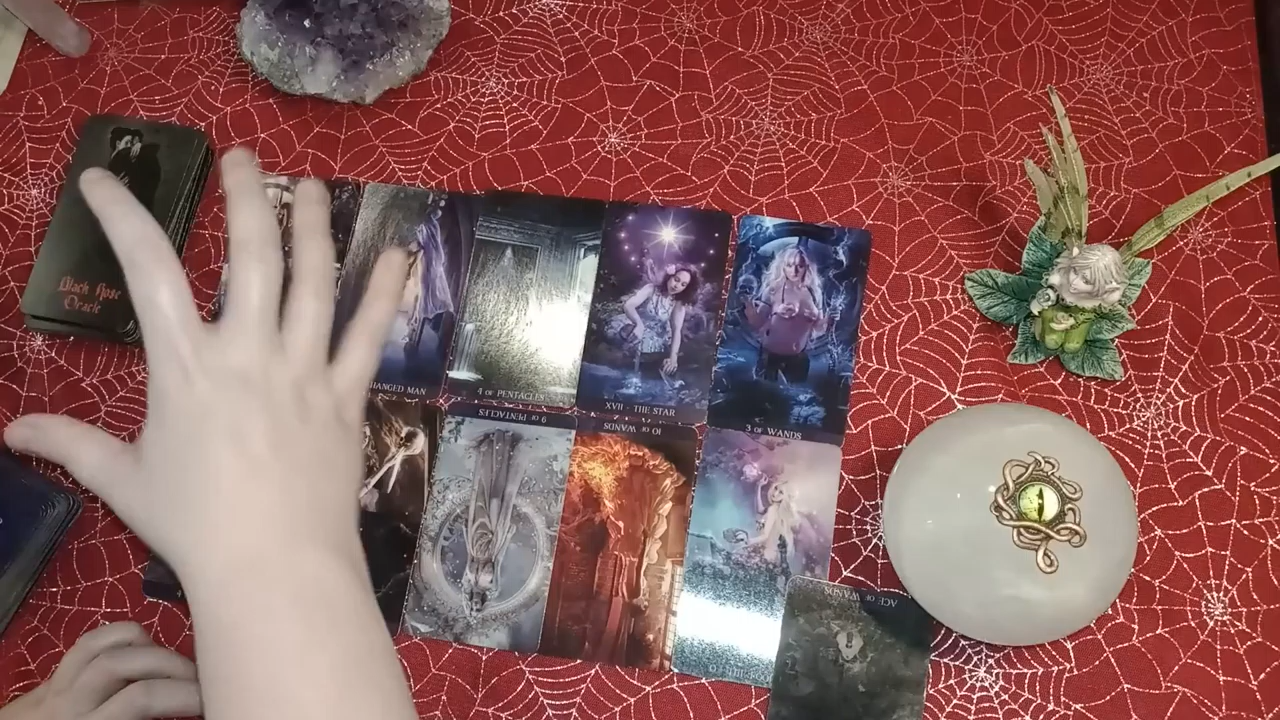 Black Rose
Oracle
HANGED MAN
4 OF PENTACLES
XVII - THE STAR
3 OF WANDS
9 OF PENTACLES
10 OF WANDS
ACE OF WANDS